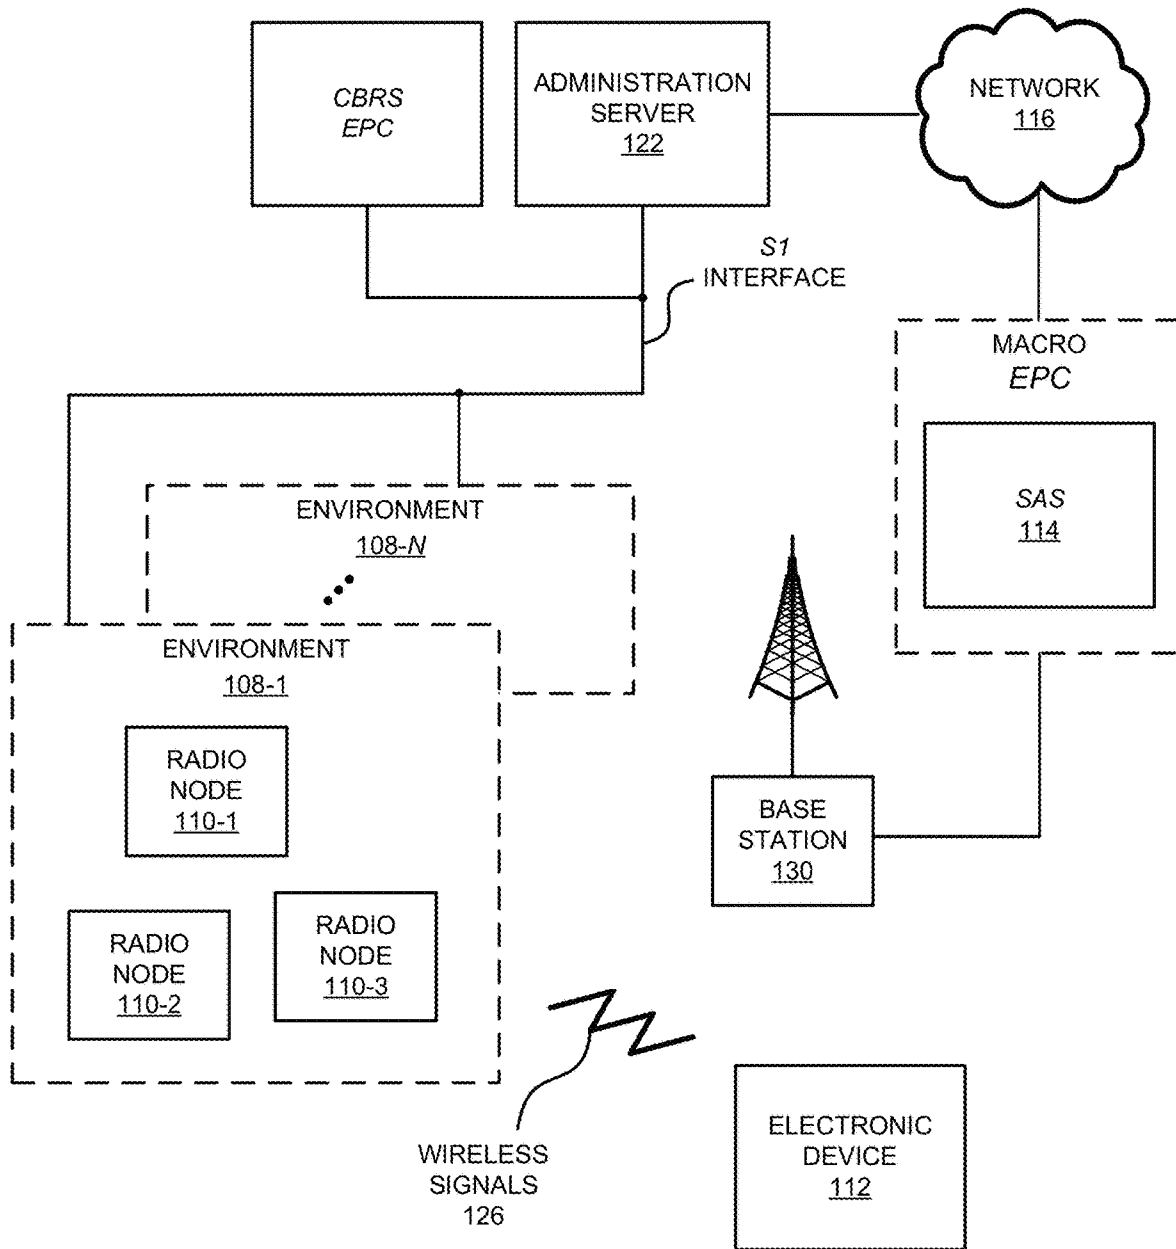 CBRS
EPC
ADMINISTRATION
SERVER
122
NETWORK
116
S1
INTERFACE
MACRO
EPC
SAS
114
ENVIRONMENT
108-N
ENVIRONMENT
108-1
RADIO
NODE
110-1
RADIO
NODE
110-2
RADIO
NODE
110-3
BASE
STATION
130
WIRELESS
SIGNALS
126
ELECTRONIC
DEVICE
112